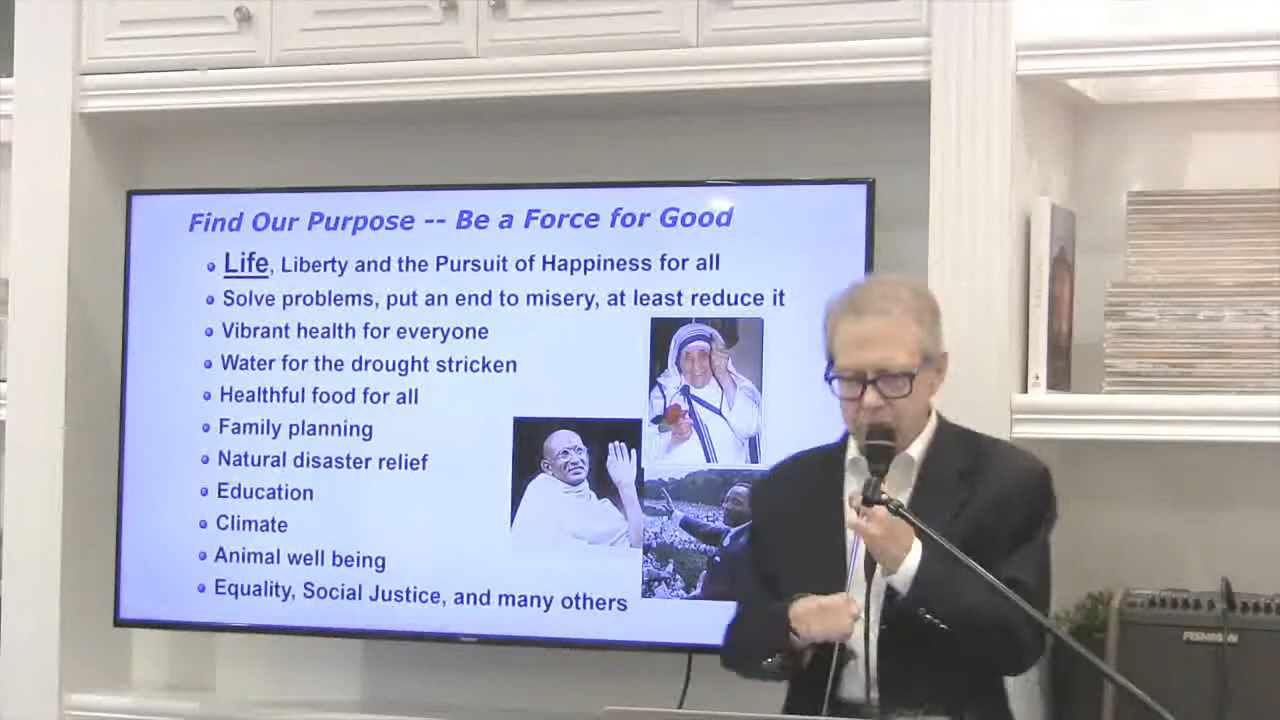 Find Our Purpose -- Be a Force for Good
Life, Liberty and the Pursuit of Happiness for all
Solve problems, put an end to misery, at least reduce it
Vibrant health for everyone
Water for the drought stricken
Healthful food for all
Family planning
Natural disaster relief
Education
Climate
Animal well being
Equality, Social Justice, and many others
FISHMAN